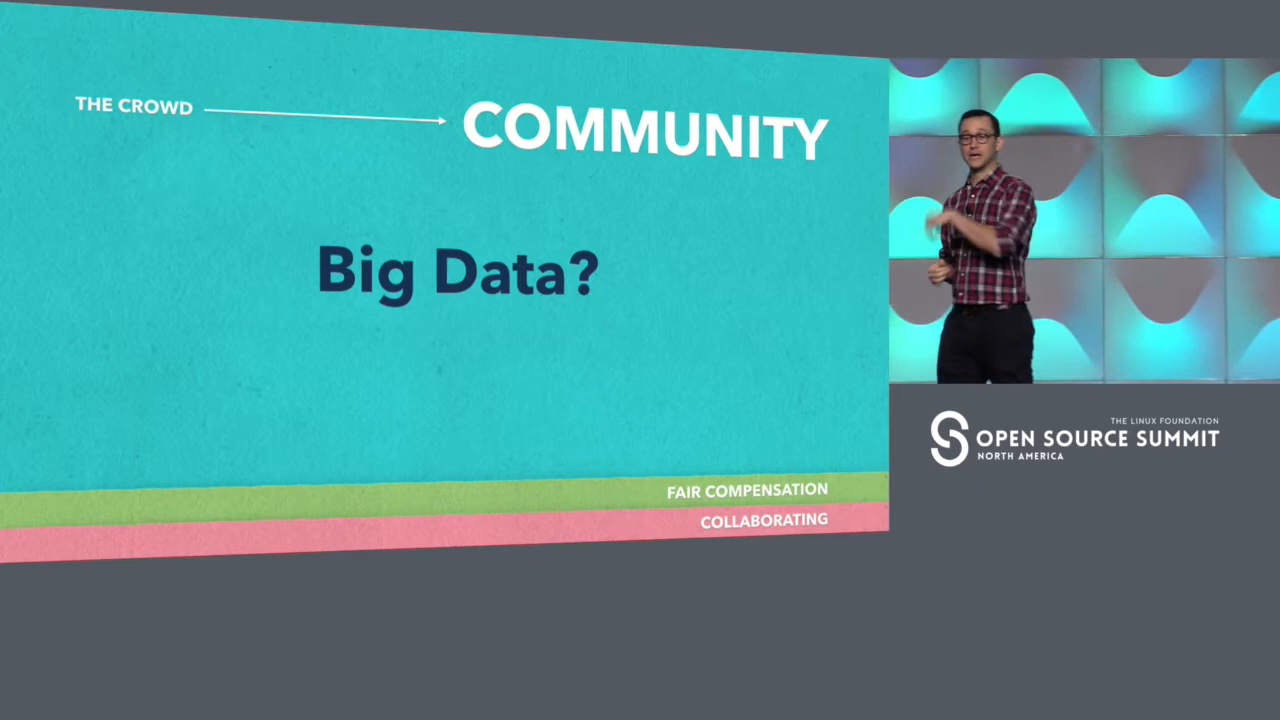 THE CROWD
COMMUNITY
Big Data?
FAIR COMPENSATION
COLLABORATING
THE LINUX FOUNDATION
OPEN SOURCE SUMMIT
NORTH AMERICA